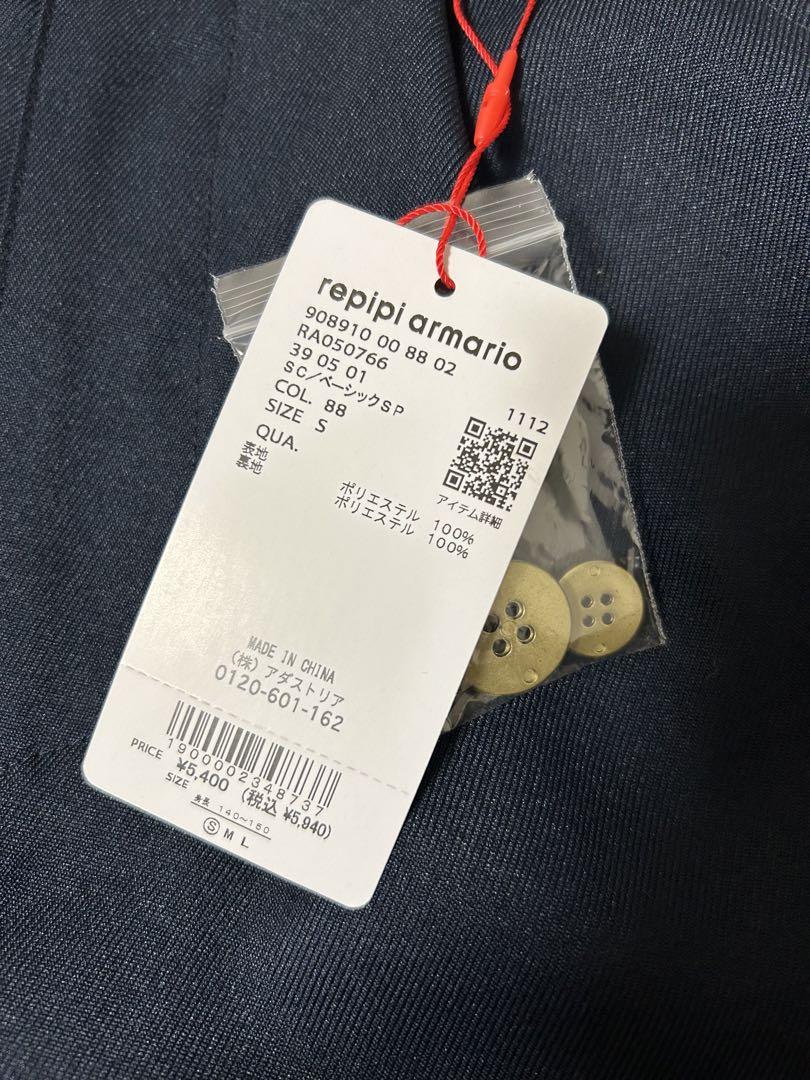 repipi armario
908910 00 88 02
RA050766
39 05 01
SC/ベーシックSP
COL. 88
SIZE S
1112
アイテム詳細
QUA.
表地 ポリエステル 100%
裏地 ポリエステル 100%
MADE IN CHINA
(株)アダストリア
0120-601-162
1900002348737
PRICE ¥5,400 (税込 ¥5,940)
SIZE
身長 140~150
S M L